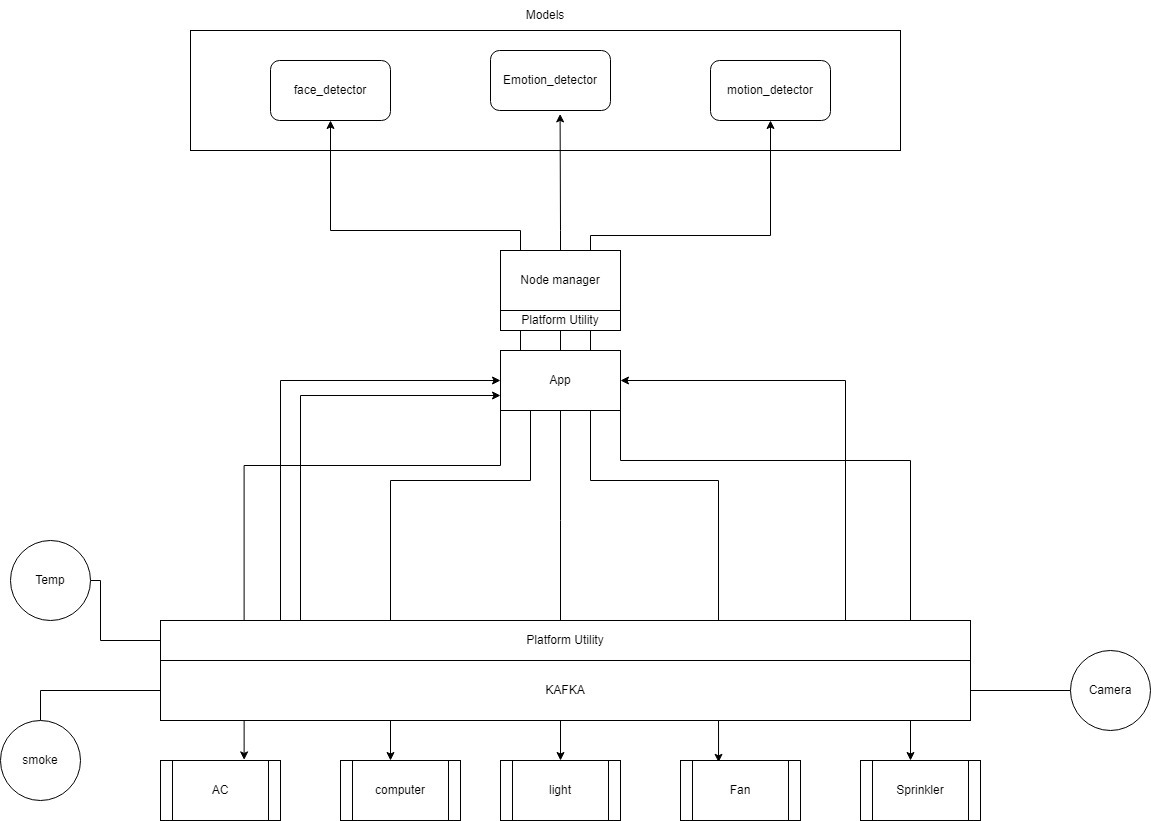 Models
face_detector
Emotion_detector
motion_detector
Node manager
Platform Utility
App
Temp
Platform Utility
KAFKA
Camera
smoke
AC
computer
light
Fan
Sprinkler